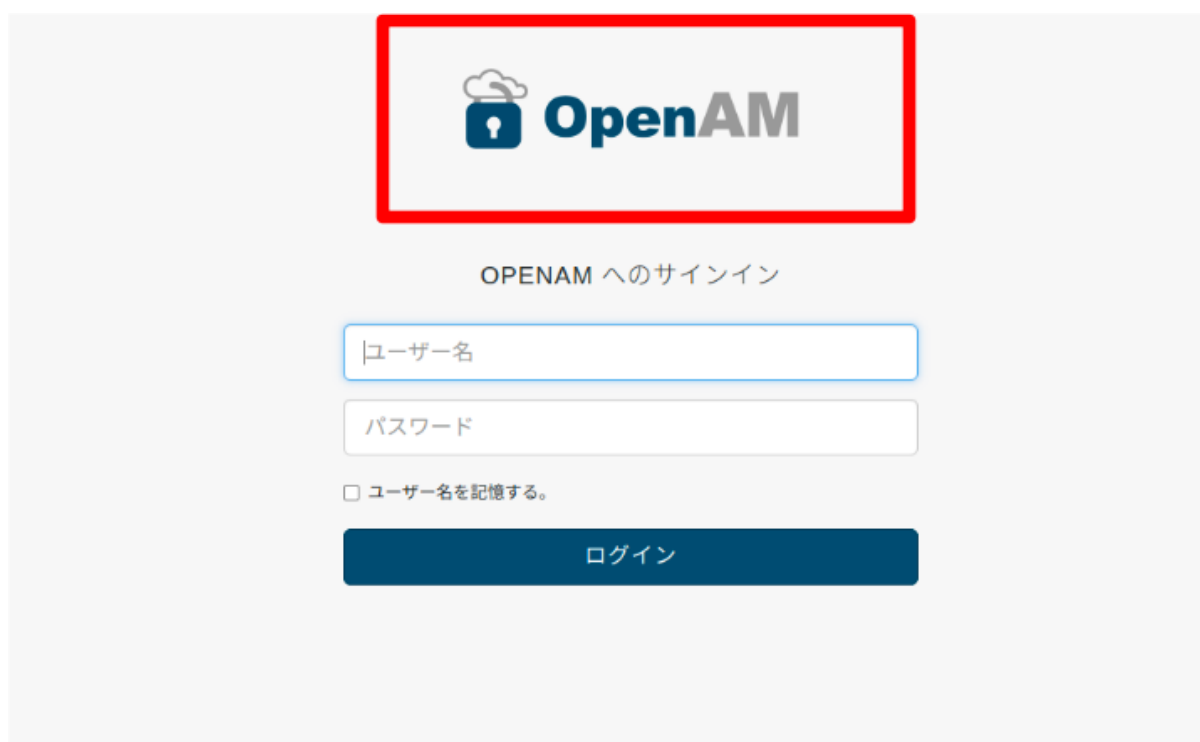 OpenAM
OPENAM へのサインイン
ユーザー名
パスワード
ユーザー名を記憶する。
ログイン